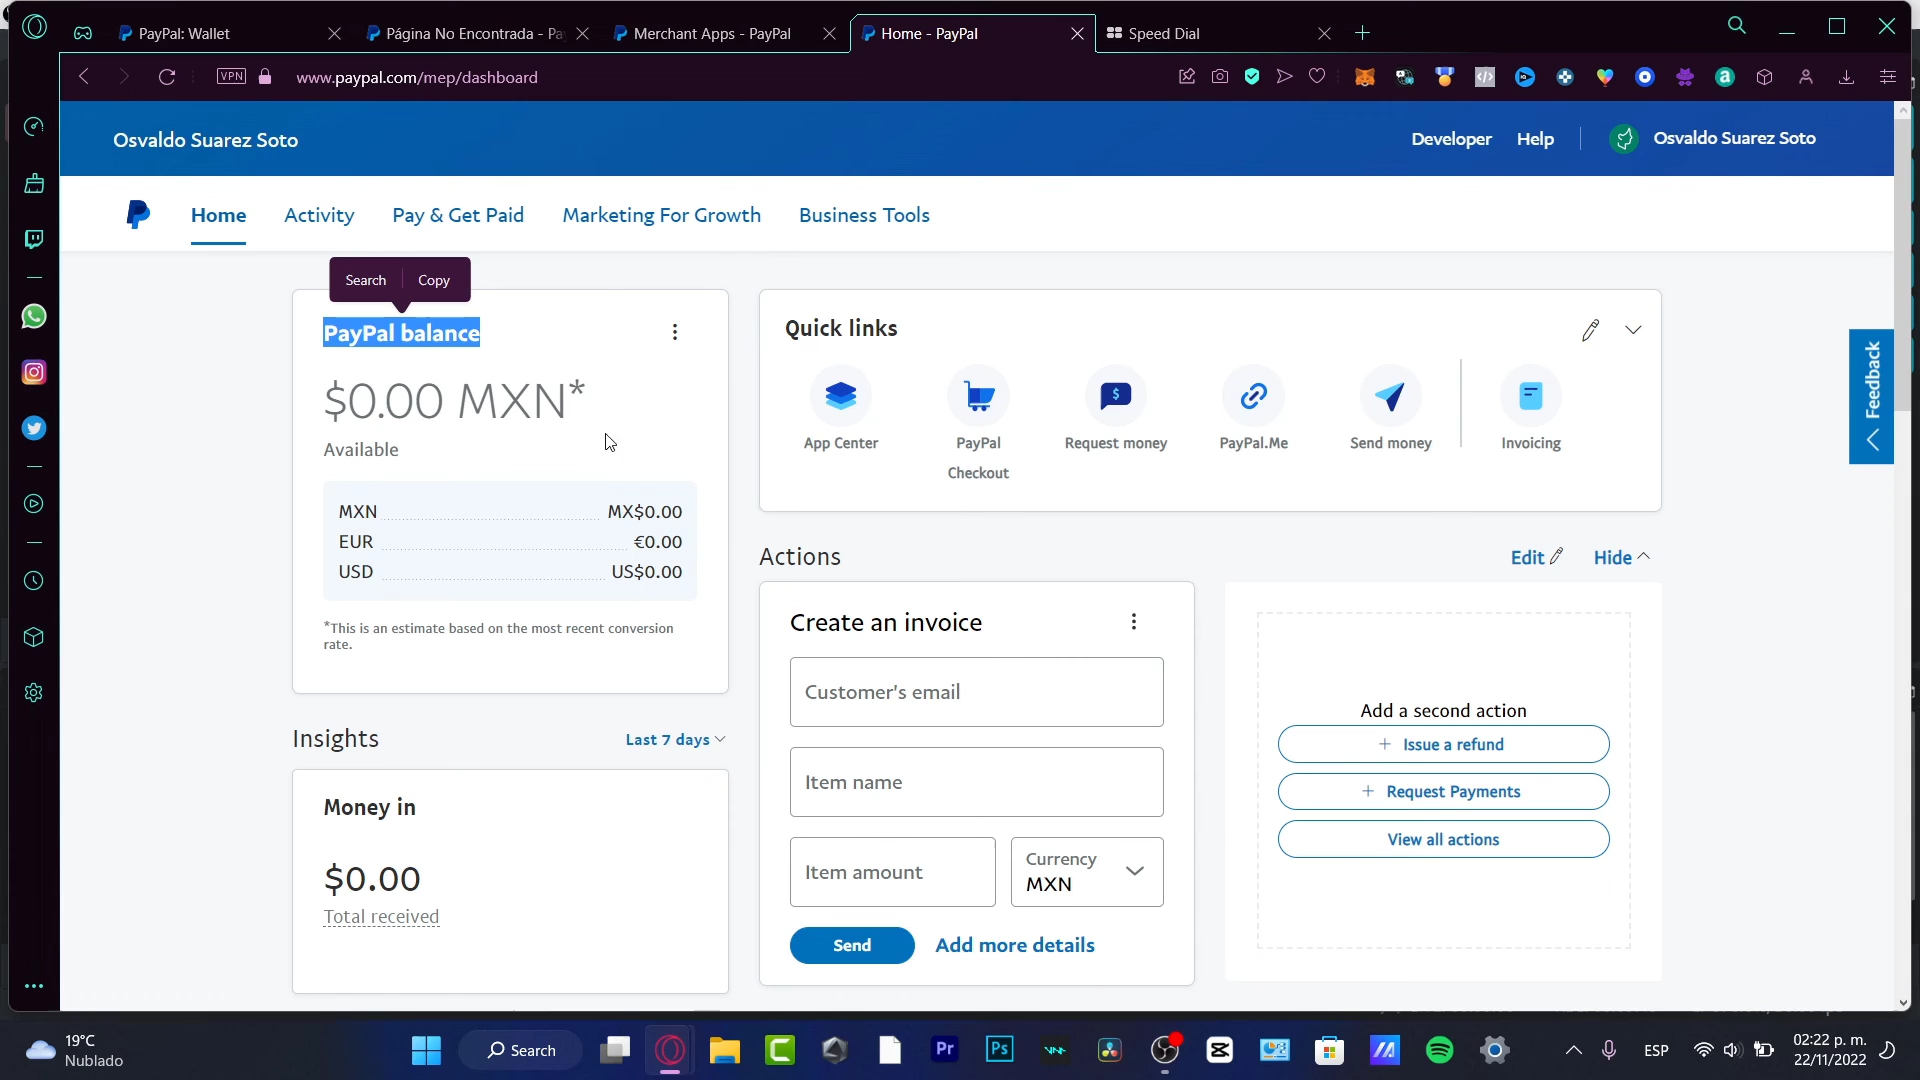 PayPal: Wallet
Página No Encontrada - Pa
Merchant Apps - PayPal
Home - PayPal
Speed Dial
VPN
www.paypal.com/mep/dashboard
Osvaldo Suarez Soto
Developer
Help
Osvaldo Suarez Soto
Home
Activity
Pay & Get Paid
Marketing For Growth
Business Tools
Search
Copy
PayPal balance
$0.00 MXN*
Available
MXN MX$0.00
EUR €0.00
USD US$0.00
*This is an estimate based on the most recent conversion
rate.
Insights
Last 7 days
Money in
$0.00
Total received
Quick links
App Center
PayPal
Checkout
Request money
PayPal.Me
Send money
Invoicing
Feedback
Actions
Edit
Hide
Create an invoice
Customer's email
Item name
Item amount
Currency
MXN
Send
Add more details
Add a second action
+ Issue a refund
+ Request Payments
View all actions
19°C
Nublado
Search
Pr
Ps
ESP
02:22 p. m.
22/11/2022